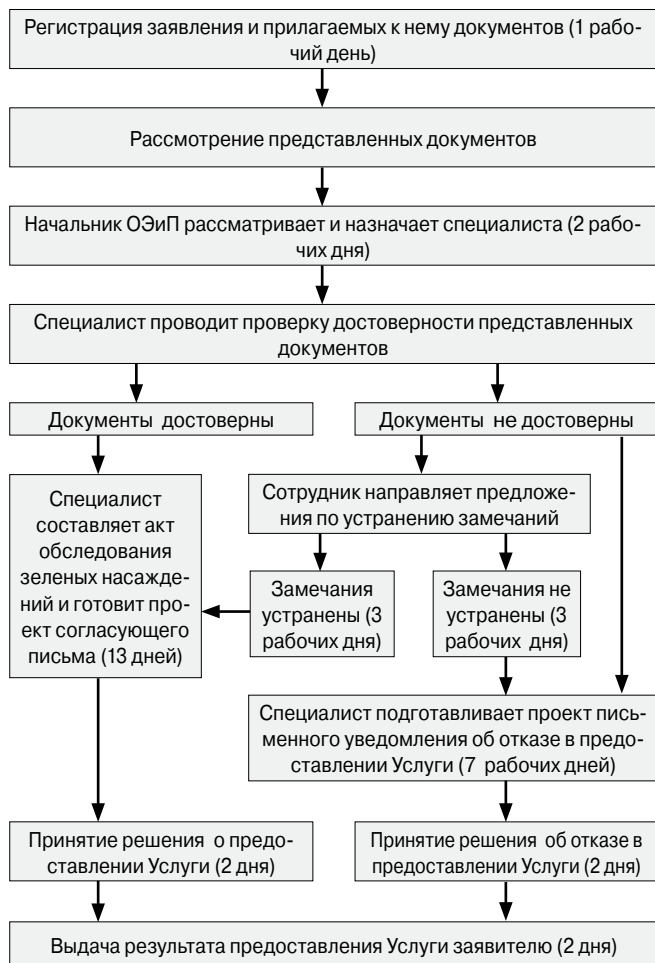 Регистрация заявления и прилагаемых к нему документов (1 рабо-
чий день)
Рассмотрение представленных документов
Начальник ОЭиП рассматривает и назначает специалиста (2 рабо-
чих дня)
Специалист проводит проверку достоверности представленных
документов
Документы достоверны
Документы не достоверны
Специалист
составляет акт
обследования
зеленых насажде-
ний и готовит про-
ект согласующего
письма (13 дней)
Сотрудник направляет предложе-
ния по устранению замечаний
Замечания
устранены (3
рабочих дня)
Замечания не
устранены (3
рабочих дня)
Специалист подготавливает проект пись-
менного уведомления об отказе в предо-
ставлении Услуги (7 рабочих дней)
Принятие решения о предо-
ставлении Услуги (2 дня)
Принятие решения об отказе в
предоставлении Услуги (2 дня)
Выдача результата предоставления Услуги заявителю (2 дня)